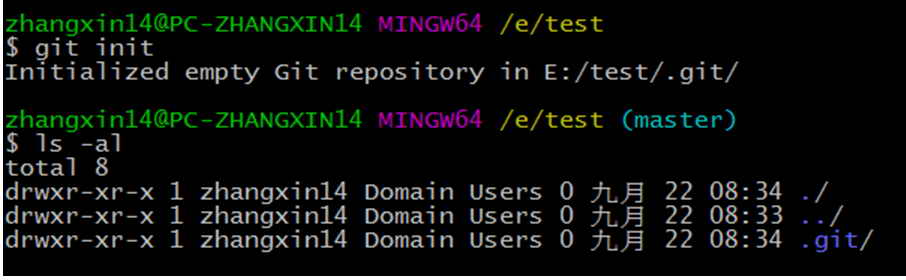 zhangxin14@PC-ZHANGXIN14 MINGW64 /e/test
$ git init
Initialized empty Git repository in E:/test/.git/
zhangxin14@PC-ZHANGXIN14 MINGW64 /e/test (master)
$ ls -al
total 8
drwxr-xr-x 1 zhangxin14 Domain Users 0 九月 22 08:34 ./
drwxr-xr-x 1 zhangxin14 Domain Users 0 九月 22 08:33 ../
drwxr-xr-x 1 zhangxin14 Domain Users 0 九月 22 08:34 .git/